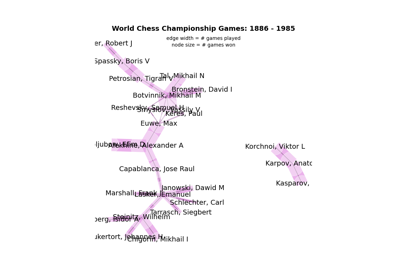 World Chess Championship Games: 1886 - 1985
edge width = # games played
node size = # games won
er, Robert J
Spassky, Boris V
Petrosian, Tigran V
Tal, Mikhail N
Bronstein, David I
Botvinnik, Mikhail M
Reshevsky, Samuel H
Smyslov, Vassily V
Keres, Paul
Euwe, Max
Alekhine, Alexander A
Korchnoi, Viktor L
Karpov, Anato
Capablanca, Jose Raul
Kasparov,
Janowski, Dawid M
Marshall, Frank J
Lasker, Emanuel
Schlechter, Carl
Tarrasch, Siegbert
Steinitz, Wilhelm
berg, Isidor A
ukertort, Johannes H
Chigorin, Mikhail I